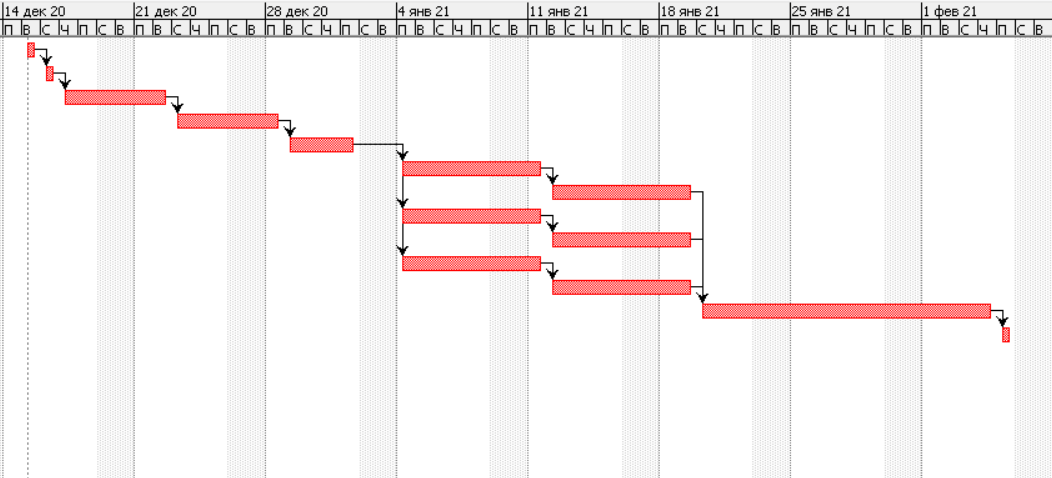 14 дек 20 21 дек 20 28 дек 20 4 янв 21 11 янв 21 18 янв 21 25 янв 21 1 фев 21
П В С Ч П С В П В С Ч П С В П В С Ч П С В П В С Ч П С В П В С Ч П С В П В С Ч П С В П В С Ч П С В П В С Ч П С В